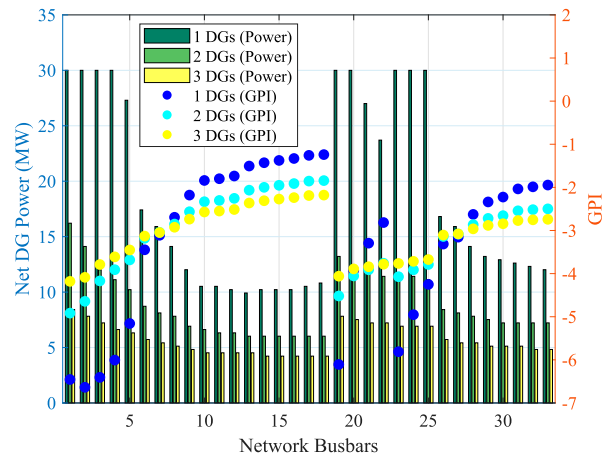 35
30
25
20
15
10
5
0
Net DG Power (MW)
1 DGs (Power)
2 DGs (Power)
3 DGs (Power)
1 DGs (GPI)
2 DGs (GPI)
3 DGs (GPI)
2
1
0
-1
-2
-3
-4
-5
-6
-7
GPI
5 10 15 20 25 30
Network Busbars